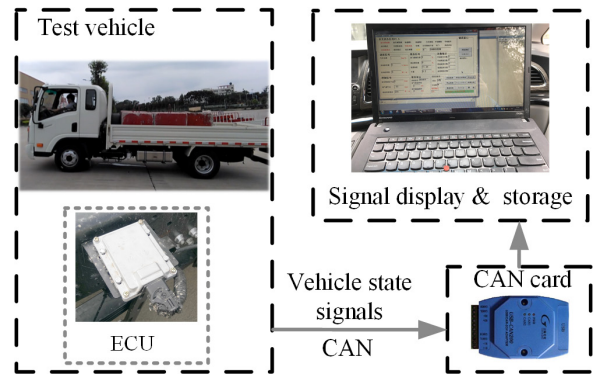 Test vehicle
ECU
Vehicle state
signals
CAN
Signal display & storage
CAN card